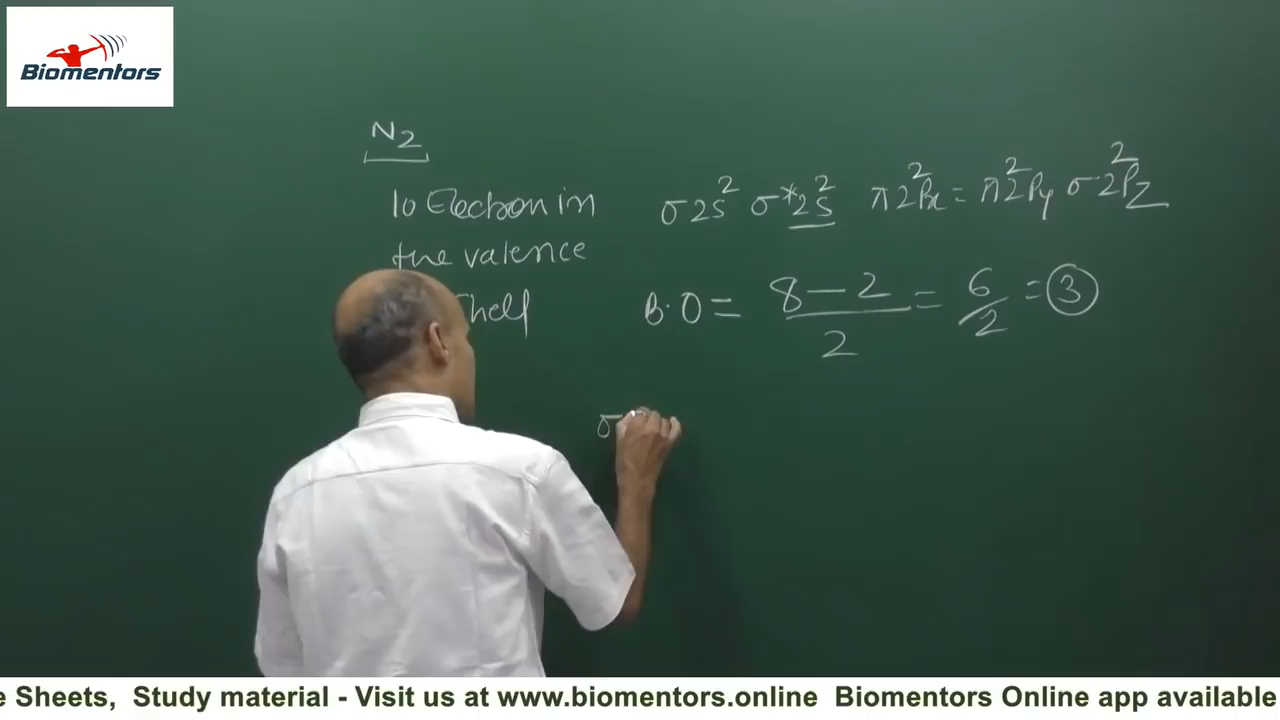 Biomentors
N2
10 Electron in
the valence
Shell
σ2s² σ*2s² π2Px² = π2Py² σ2Pz²
B.O = 8-2/2 = 6/2 = 3
σ
e Sheets, Study material - Visit us at www.biomentors.online Biomentors Online app available